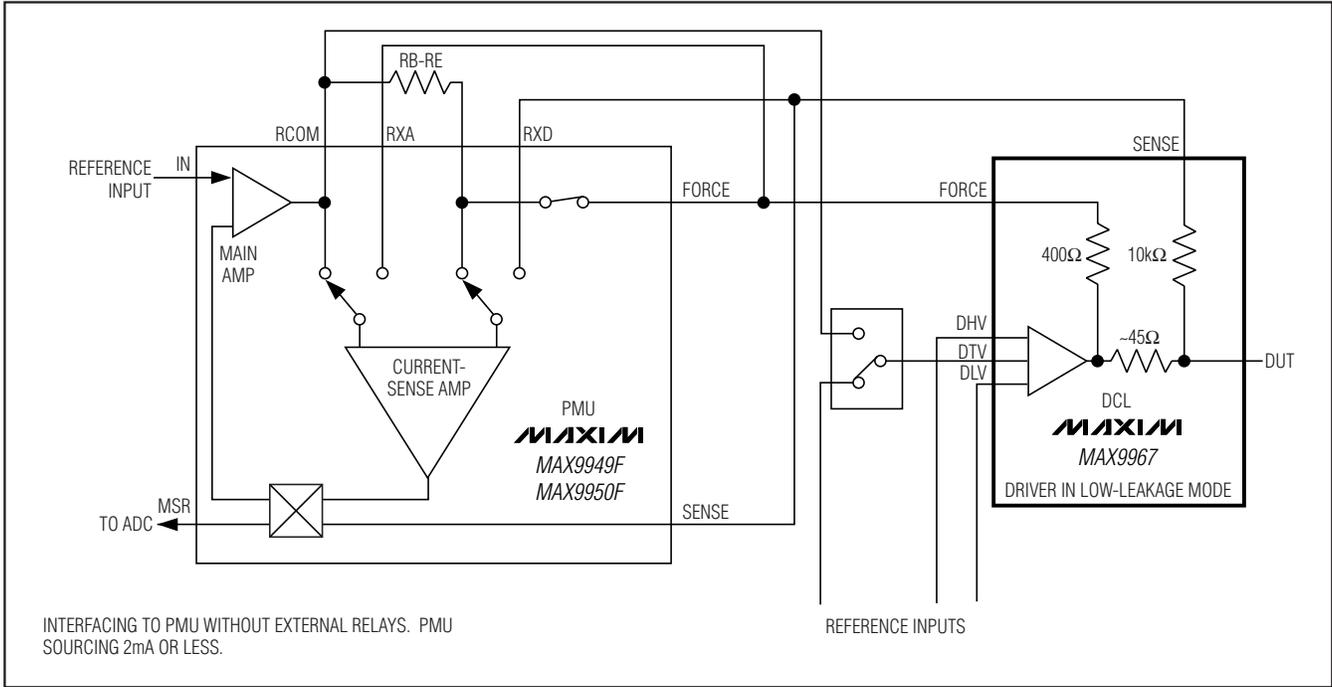 RB-RE
RCOM
RXA
RXD
SENSE
REFERENCE
INPUT
IN
FORCE
FORCE
MAIN
AMP
400Ω
10kΩ
CURRENT-
SENSE AMP
DHV
DTV
DLV
~45Ω
DUT
PMU
MAXIM
MAX9949F
MAX9950F
DCL
MAXIM
MAX9967
DRIVER IN LOW-LEAKAGE MODE
MSR
TO ADC
SENSE
INTERFACING TO PMU WITHOUT EXTERNAL RELAYS. PMU
SOURCING 2mA OR LESS.
REFERENCE INPUTS